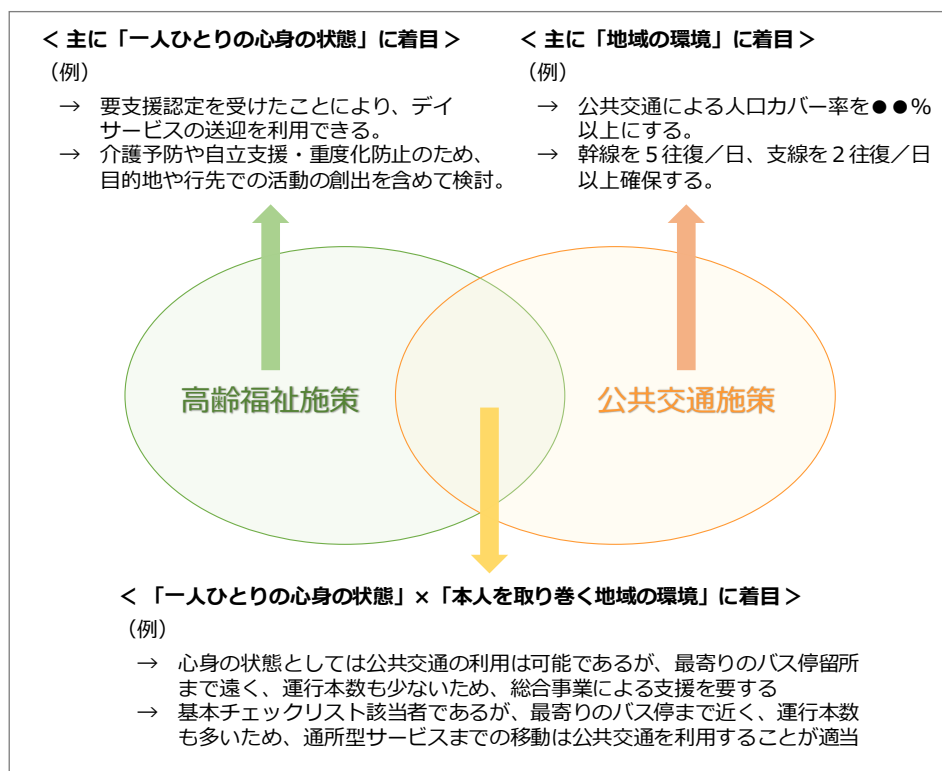 ＜ 主に「一人ひとりの心身の状態」に着目＞
（例）
→ 要支援認定を受けたことにより、デイ
サービスの送迎を利用できる。
→ 介護予防や自立支援・重度化防止のため、
目的地や行先での活動の創出を含めて検討。
＜ 主に「地域の環境」に着目＞
（例）
→ 公共交通による人口カバー率を●●％
以上にする。
→ 幹線を５往復／日、支線を２往復／日
以上確保する。
高齢福祉施策
公共交通施策
＜ 「一人ひとりの心身の状態」×「本人を取り巻く地域の環境」に着目＞
（例）
→ 心身の状態としては公共交通の利用は可能であるが、最寄りのバス停留所
まで遠く、運行本数も少ないため、総合事業による支援を要する
→ 基本チェックリスト該当者であるが、最寄りのバス停まで近く、運行本数
も多いため、通所型サービスまでの移動は公共交通を利用することが適当